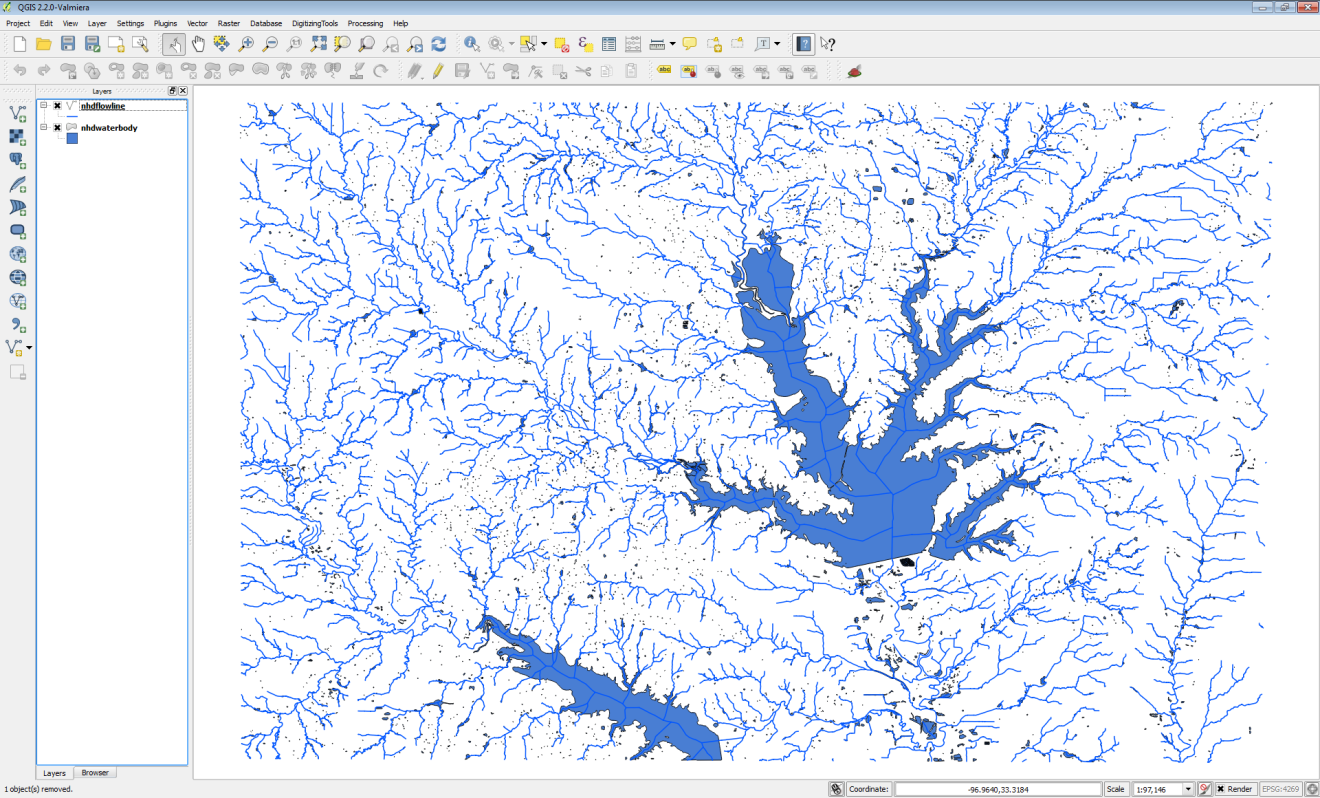 QGIS 2.2.0-Valmiera
Project Edit View Layer Settings Plugins Vector Raster Database DigitizingTools Processing Help
Layers
nhdflowline
nhdwaterbody
Layers Browser
1 object(s) removed.
Coordinate: -96.9640,33.3184 Scale 1:97,146 Render EPSG:4269